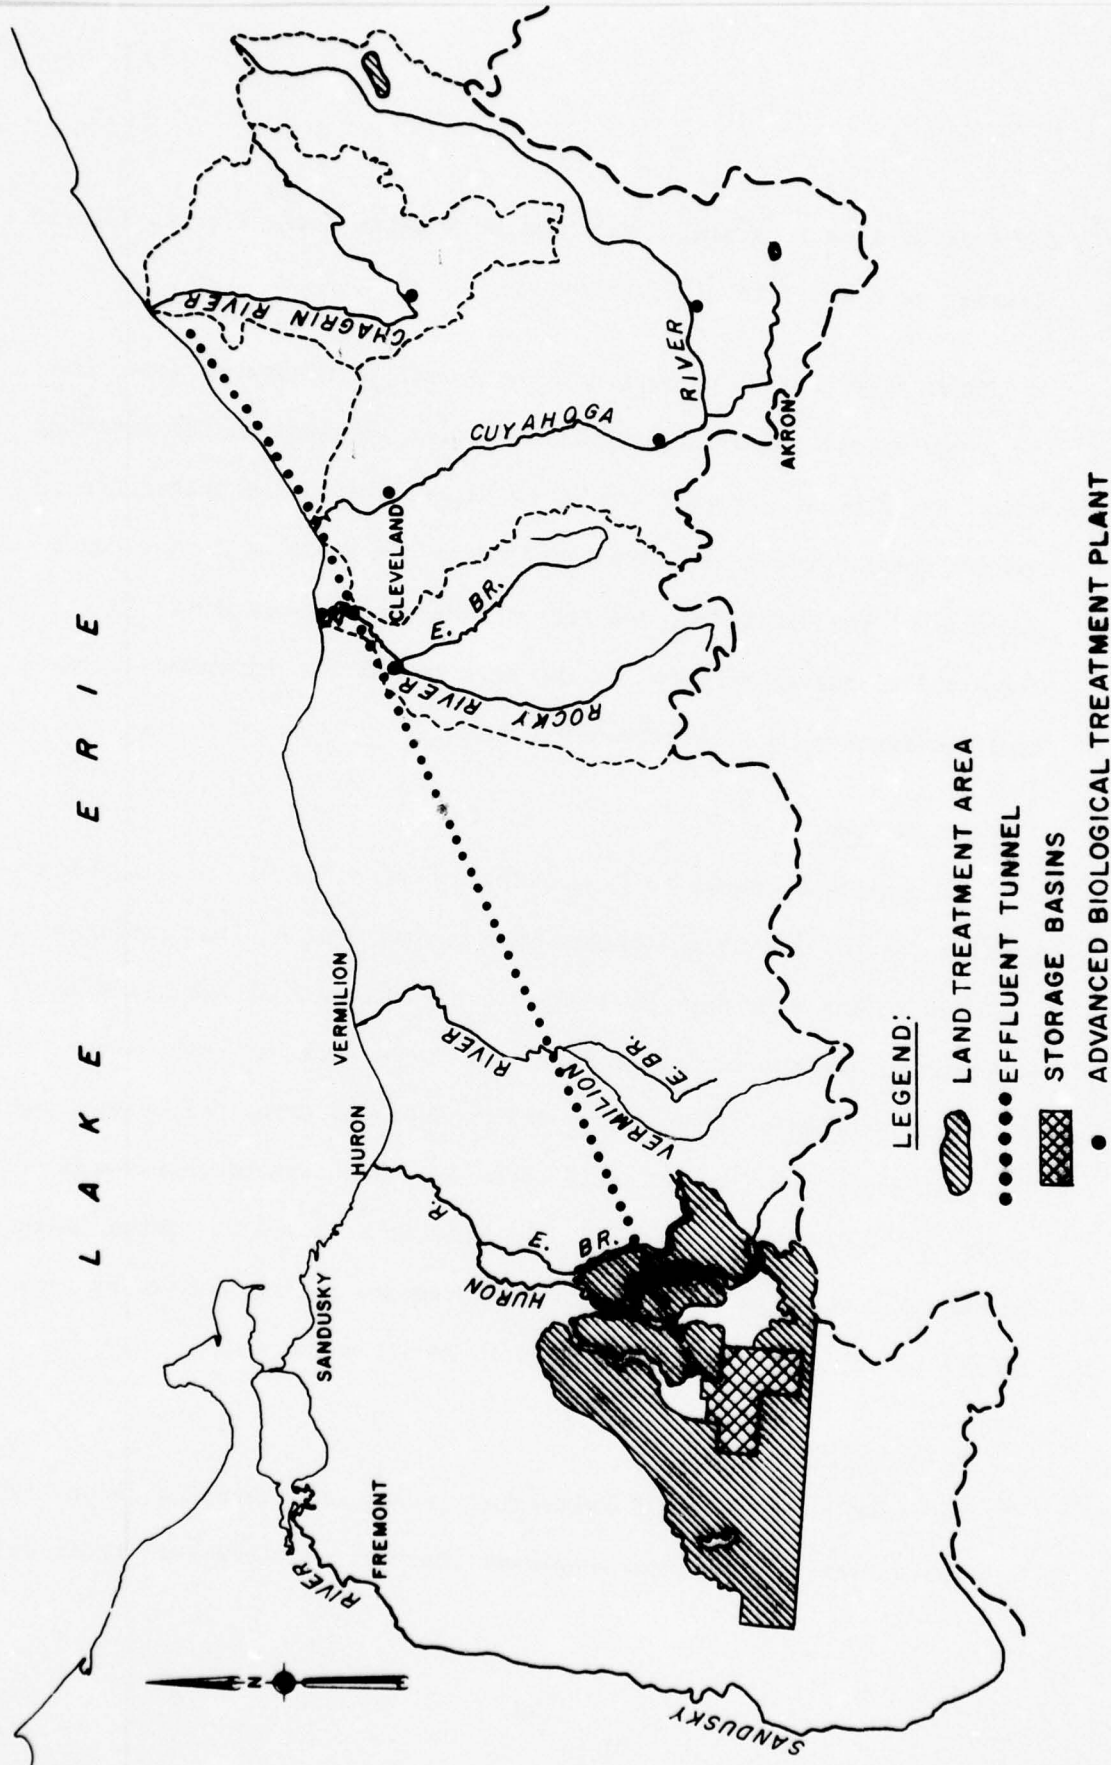 LAKE ERIE
N
SANDUSKY
HURON
VERMILION
CLEVELAND
FREMONT
AKRON
SANDUSKY RIVER
HURON R.
E. BR.
VERMILION RIVER
E. BR.
ROCKY RIVER
E. BR.
CUYAHOGA RIVER
CHAGRIN RIVER
LEGEND:
LAND TREATMENT AREA
EFFLUENT TUNNEL
STORAGE BASINS
ADVANCED BIOLOGICAL TREATMENT PLANT